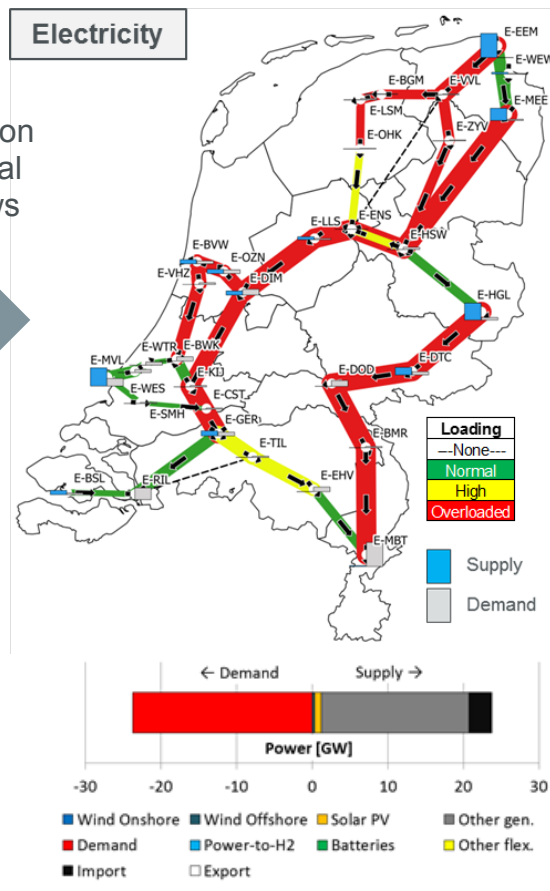 Electricity
on
al
ws
E-EEM
E-WEW
E-BGM
E-VVL
E-MEE
E-LSM
E-ZYV
E-OHK
E-ENS
E-LLS
E-HSW
E-BVW
E-OZN
E-VHZ
E-DIM
E-HGL
E-WTR
E-BWK
E-MVL
E-KIJ
E-DOD
E-DTC
E-WES
E-CST
E-SMH
E-GER
E-BMR
E-TIL
E-BSL
E-RIL
E-EHV
E-MBT
Loading
---None---
Normal
High
Overloaded
Supply
Demand
← Demand Supply →
Power [GW]
-30 -20 -10 0 10 20 30
Wind Onshore Wind Offshore Solar PV Other gen.
Demand Power-to-H2 Batteries Other flex.
Import Export